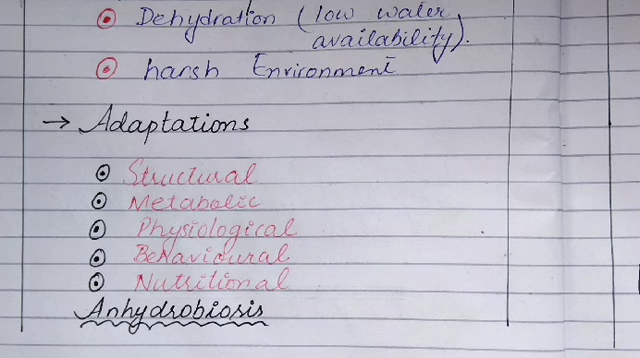 Dehydration (low water
availability).
harsh Environment
→ Adaptations
Structural
Metabolic
Physiological
Behavioural
Nutritional
Anhydrobiosis